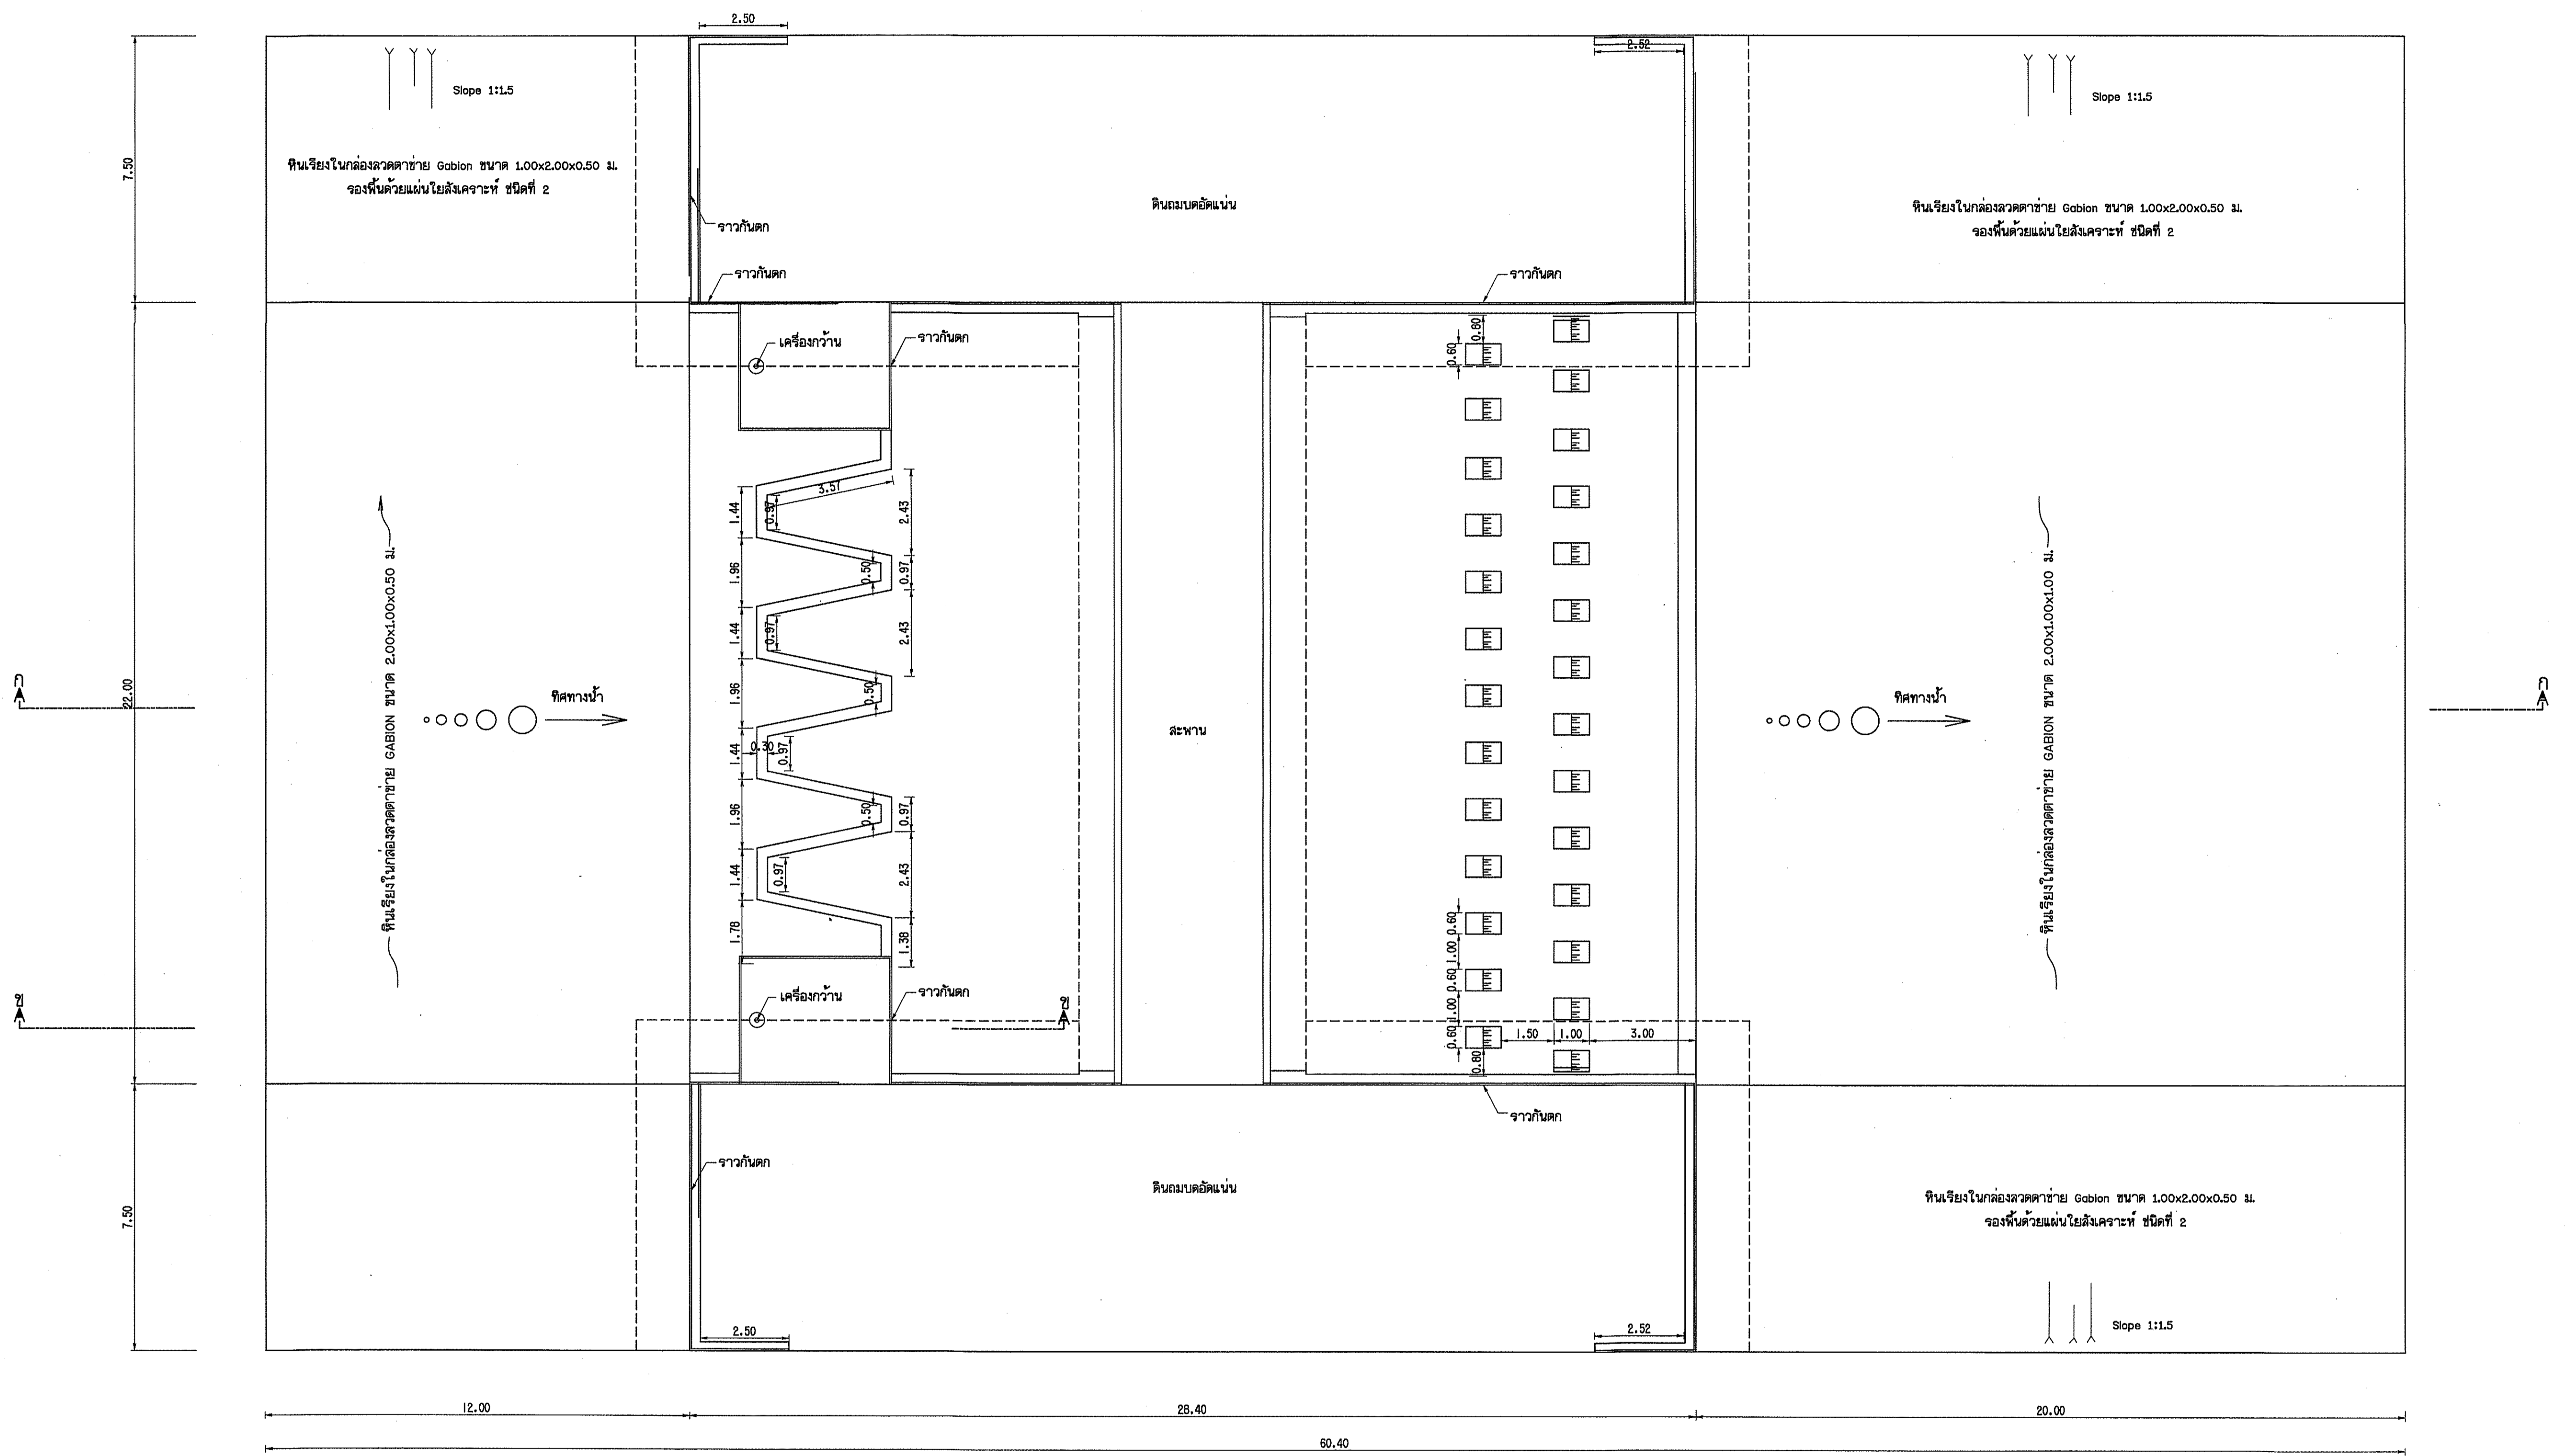 2.50
2.52
Slope 1:1.5
Slope 1:1.5
7.50
หินเรียงในกล่องลวดตาข่าย Gabion ขนาด 1.00x2.00x0.50 ม.
รองพื้นด้วยแผ่นใยสังเคราะห์ ชนิดที่ 2
ดินถมบดอัดแน่น
หินเรียงในกล่องลวดตาข่าย Gabion ขนาด 1.00x2.00x0.50 ม.
รองพื้นด้วยแผ่นใยสังเคราะห์ ชนิดที่ 2
ราวกันตก
ราวกันตก
ราวกันตก
เครื่องกว้าน
ราวกันตก
0.80
0.60
3.57
1.44
0.97
2.43
1.96
0.50
0.97
1.44
0.97
2.43
1.96
0.50
1.44
0.30
0.97
1.96
0.50
0.97
1.44
0.97
2.43
1.78
1.38
หินเรียงในกล่องลวดตาข่าย GABION ขนาด 2.00x1.00x0.50 ม.
หินเรียงในกล่องลวดตาข่าย GABION ขนาด 2.00x1.00x1.00 ม.
ก
22.00
ทิศทางน้ำ
สะพาน
ทิศทางน้ำ
ก
0.60
1.00
0.60
1.00
0.60
0.80
1.50
1.00
3.00
ข
เครื่องกว้าน
ราวกันตก
ข
ราวกันตก
ราวกันตก
ดินถมบดอัดแน่น
7.50
หินเรียงในกล่องลวดตาข่าย Gabion ขนาด 1.00x2.00x0.50 ม.
รองพื้นด้วยแผ่นใยสังเคราะห์ ชนิดที่ 2
2.50
2.52
Slope 1:1.5
12.00
28.40
20.00
60.40